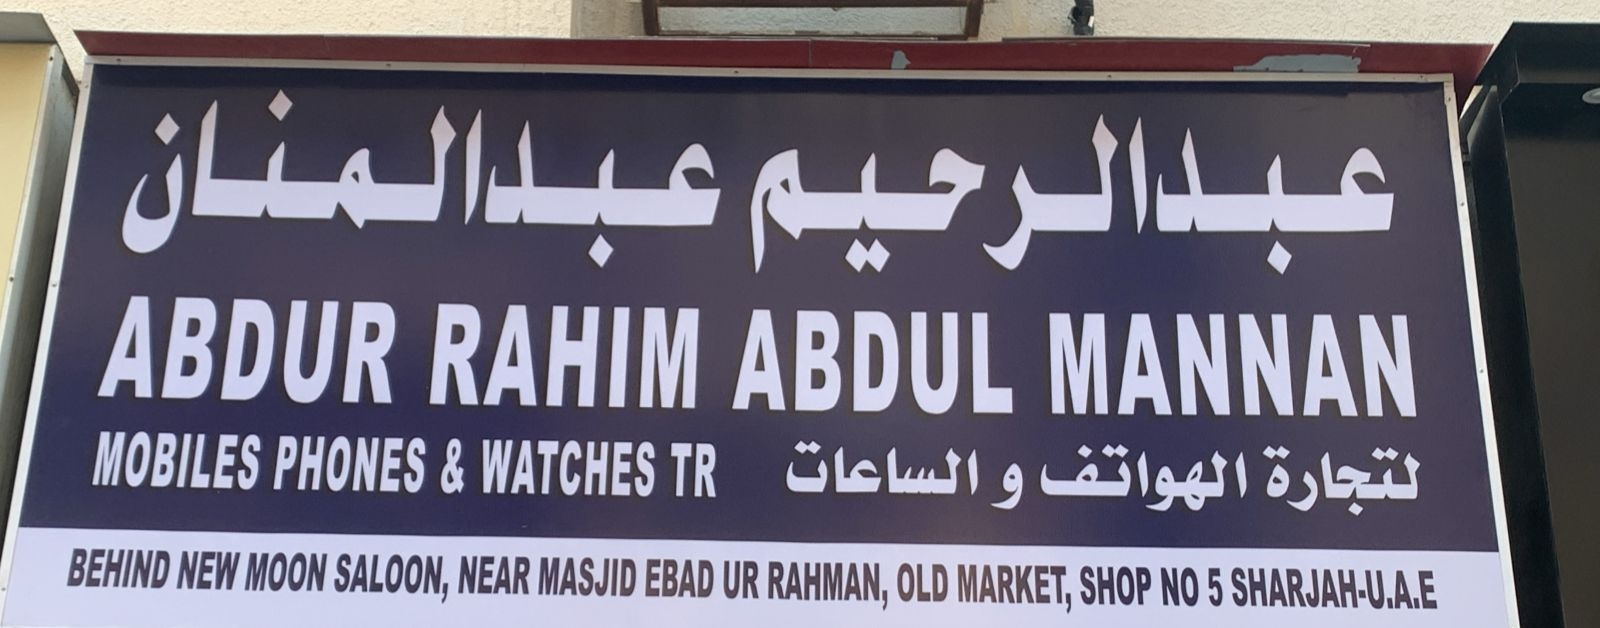 عبدالرحيم عبدالمنان
ABDUR RAHIM ABDUL MANNAN
MOBILES PHONES & WATCHES TR لتجارة الهواتف و الساعات
BEHIND NEW MOON SALOON, NEAR MASJID EBAD UR RAHMAN, OLD MARKET, SHOP NO 5 SHARJAH-U.A.E